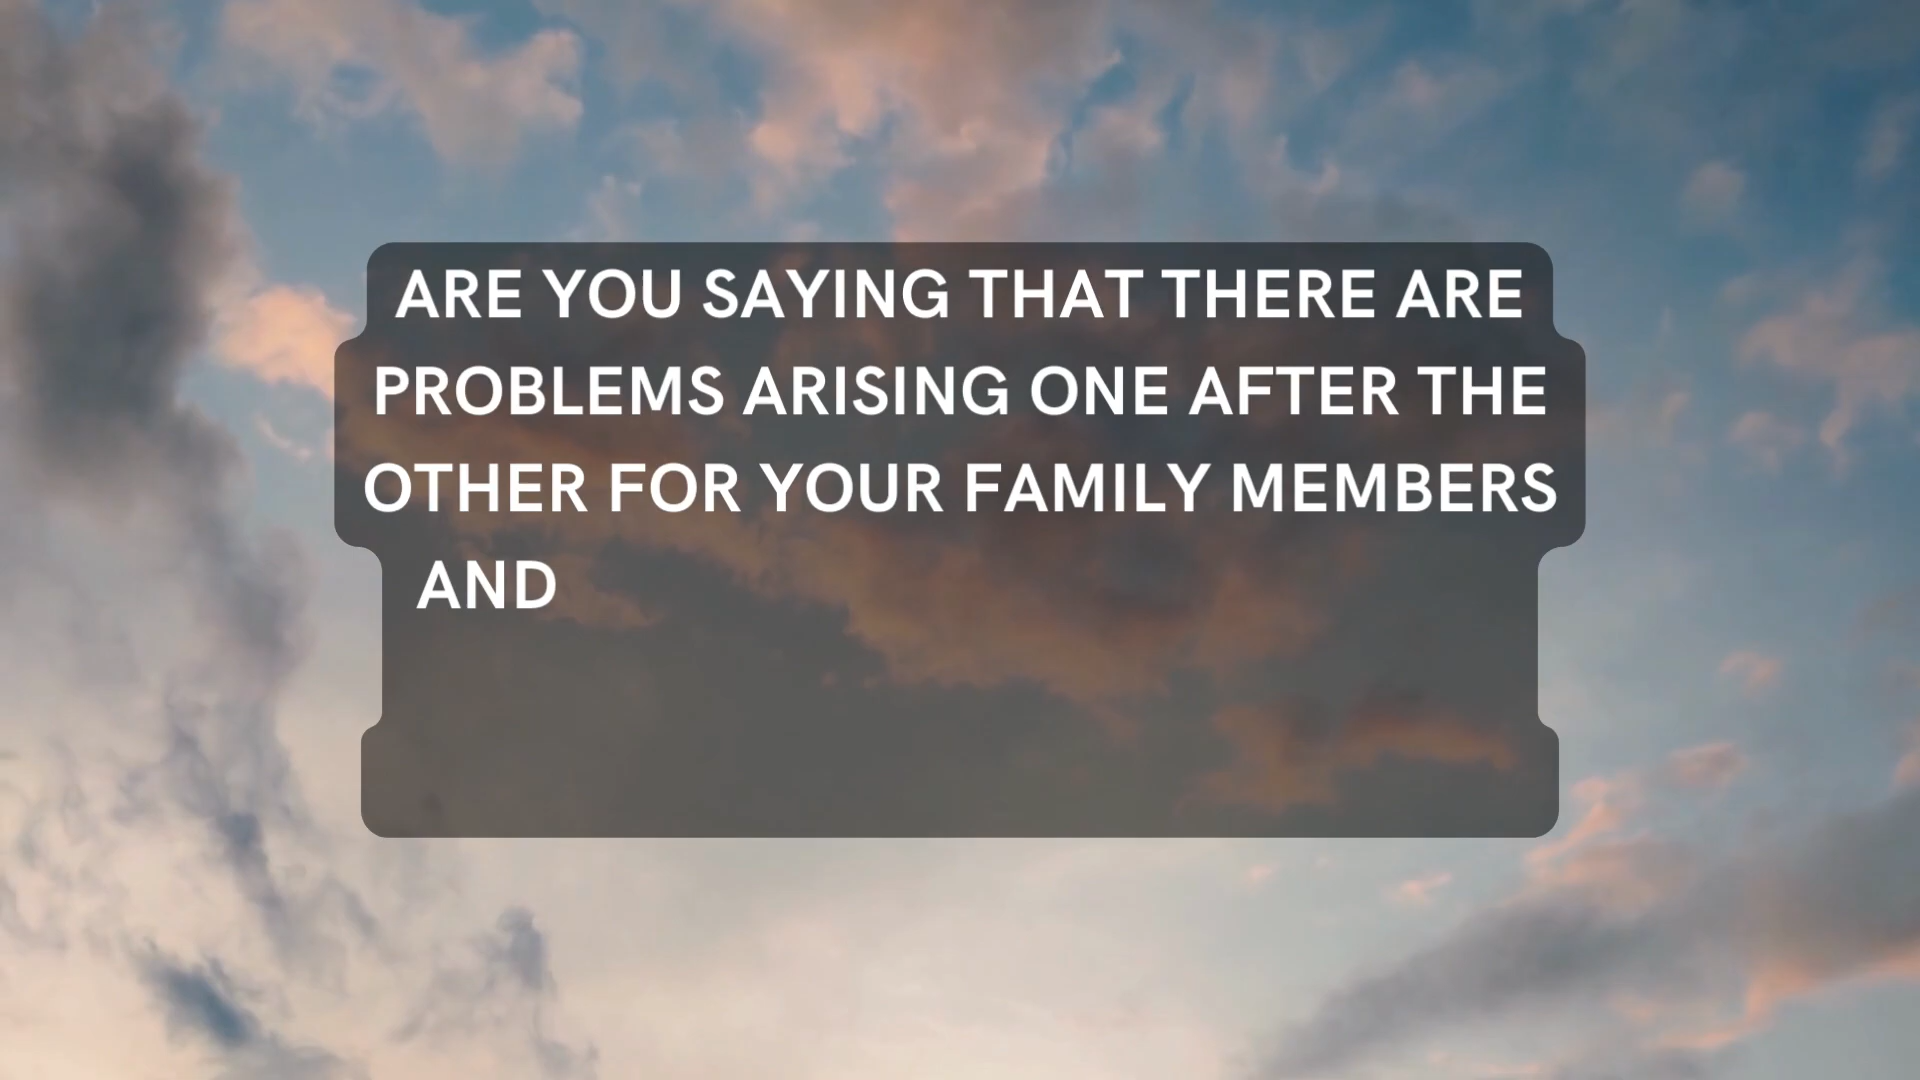 ARE YOU SAYING THAT THERE ARE
PROBLEMS ARISING ONE AFTER THE
OTHER FOR YOUR FAMILY MEMBERS
AND